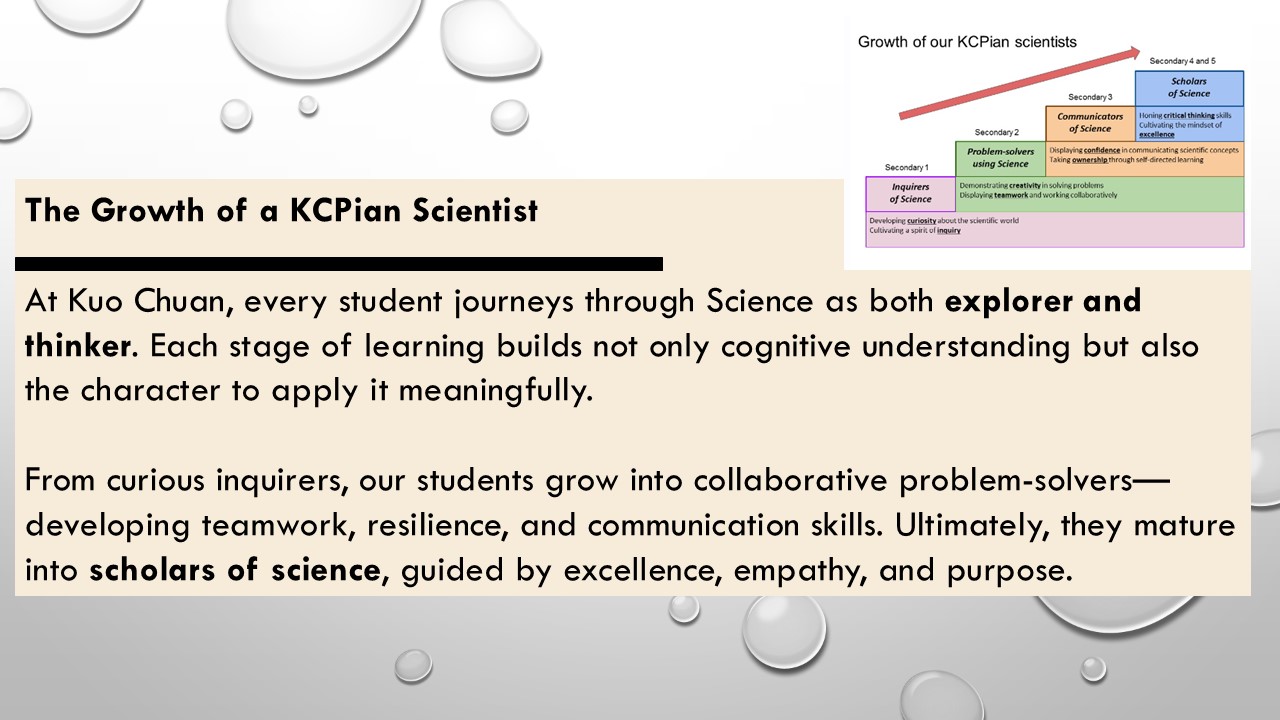 Growth of our KCPian scientists
Secondary 4 and 5
Scholars
of Science
Secondary 3
Communicators
of Science
Honing critical thinking skills
Cultivating the mindset of
excellence
Secondary 2
Problem-solvers
using Science
Displaying confidence in communicating scientific concepts
Taking ownership through self-directed learning
Secondary 1
Inquirers
of Science
Demonstrating creativity in solving problems
Displaying teamwork and working collaboratively
Developing curiosity about the scientific world
Cultivating a spirit of inquiry
The Growth of a KCPian Scientist
At Kuo Chuan, every student journeys through Science as both explorer and
thinker. Each stage of learning builds not only cognitive understanding but also
the character to apply it meaningfully.
From curious inquirers, our students grow into collaborative problem-solvers—
developing teamwork, resilience, and communication skills. Ultimately, they mature
into scholars of science, guided by excellence, empathy, and purpose.